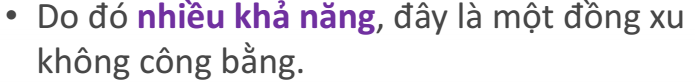 • Do đó nhiều khả năng, đây là một đồng xu
không công bằng.